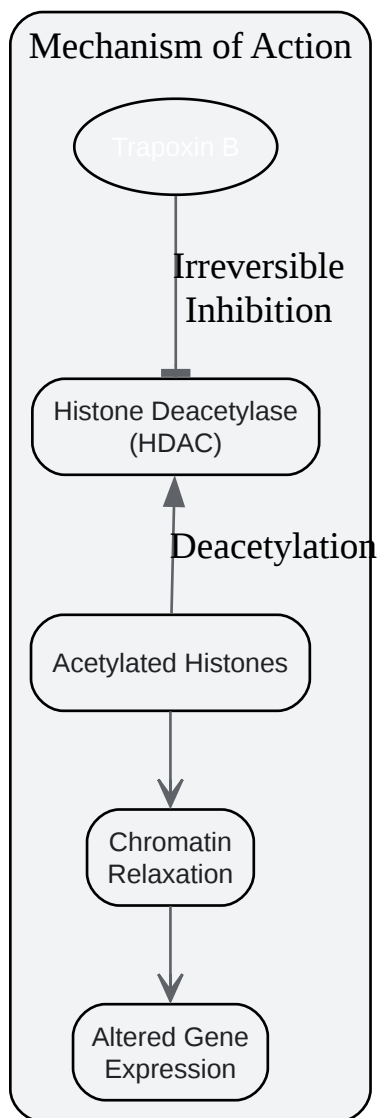 Mechanism of Action
Trapoxin B
Irreversible
Inhibition
Histone Deacetylase
(HDAC)
Deacetylation
Acetylated Histones
Chromatin
Relaxation
Altered Gene
Expression